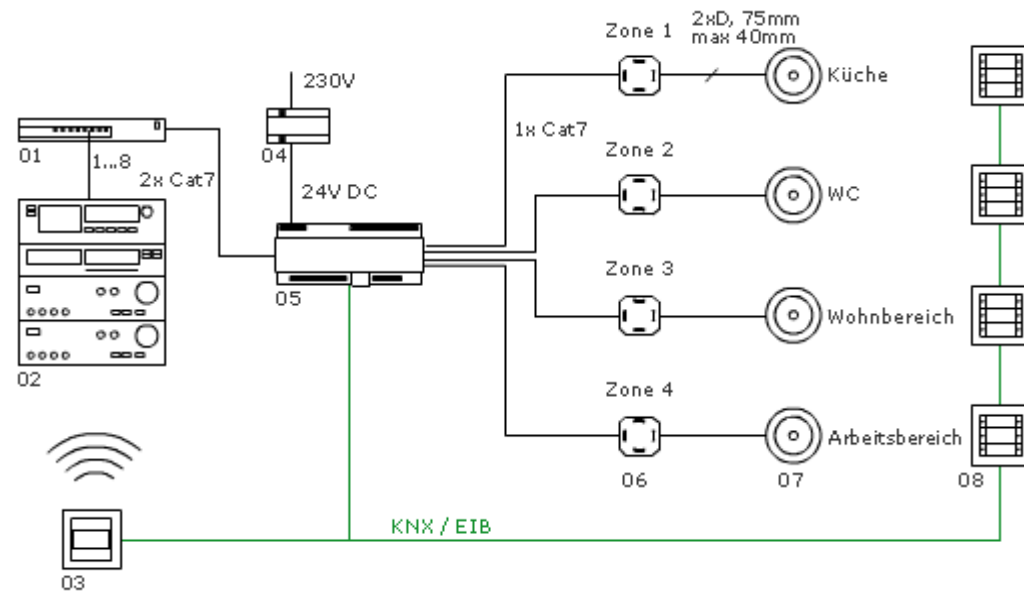 Zone 1
2xD, 75mm
max 40mm
Küche
230V
04
1x Cat7
01
1...8
2x Cat7
Zone 2
WC
24V DC
05
Zone 3
Wohnbereich
02
Zone 4
Arbeitsbereich
06
07
08
KNX / EIB
03